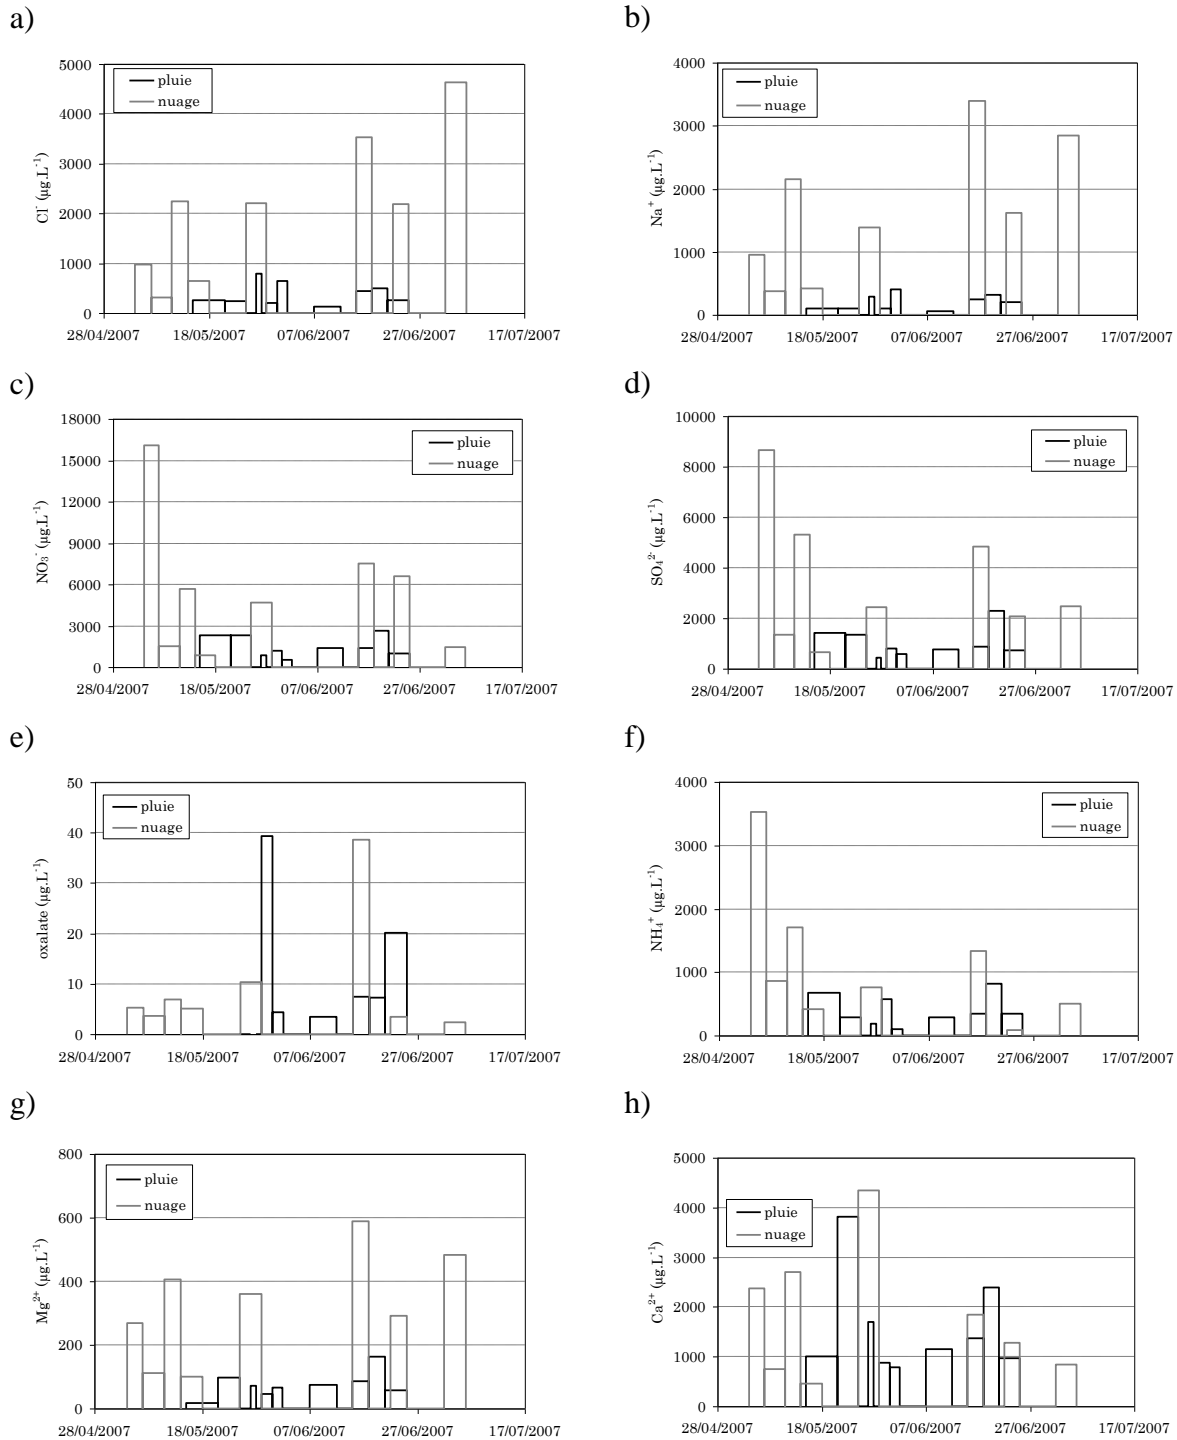 a)
5000
4000
3000
2000
1000
0
Cl⁻ (µg.L⁻¹)
pluie
nuage
28/04/2007 18/05/2007 07/06/2007 27/06/2007 17/07/2007
b)
4000
3000
2000
1000
0
Na⁺ (µg.L⁻¹)
pluie
nuage
28/04/2007 18/05/2007 07/06/2007 27/06/2007 17/07/2007
c)
18000
15000
12000
9000
6000
3000
0
NO₃⁻ (µg.L⁻¹)
pluie
nuage
28/04/2007 18/05/2007 07/06/2007 27/06/2007 17/07/2007
d)
10000
8000
6000
4000
2000
0
SO₄²⁻ (µg.L⁻¹)
pluie
nuage
28/04/2007 18/05/2007 07/06/2007 27/06/2007 17/07/2007
e)
50
40
30
20
10
0
oxalate (µg.L⁻¹)
pluie
nuage
28/04/2007 18/05/2007 07/06/2007 27/06/2007 17/07/2007
f)
4000
3000
2000
1000
0
NH₄⁺ (µg.L⁻¹)
pluie
nuage
28/04/2007 18/05/2007 07/06/2007 27/06/2007 17/07/2007
g)
800
600
400
200
0
Mg²⁺ (µg.L⁻¹)
pluie
nuage
28/04/2007 18/05/2007 07/06/2007 27/06/2007 17/07/2007
h)
5000
4000
3000
2000
1000
0
Ca²⁺ (µg.L⁻¹)
pluie
nuage
28/04/2007 18/05/2007 07/06/2007 27/06/2007 17/07/2007